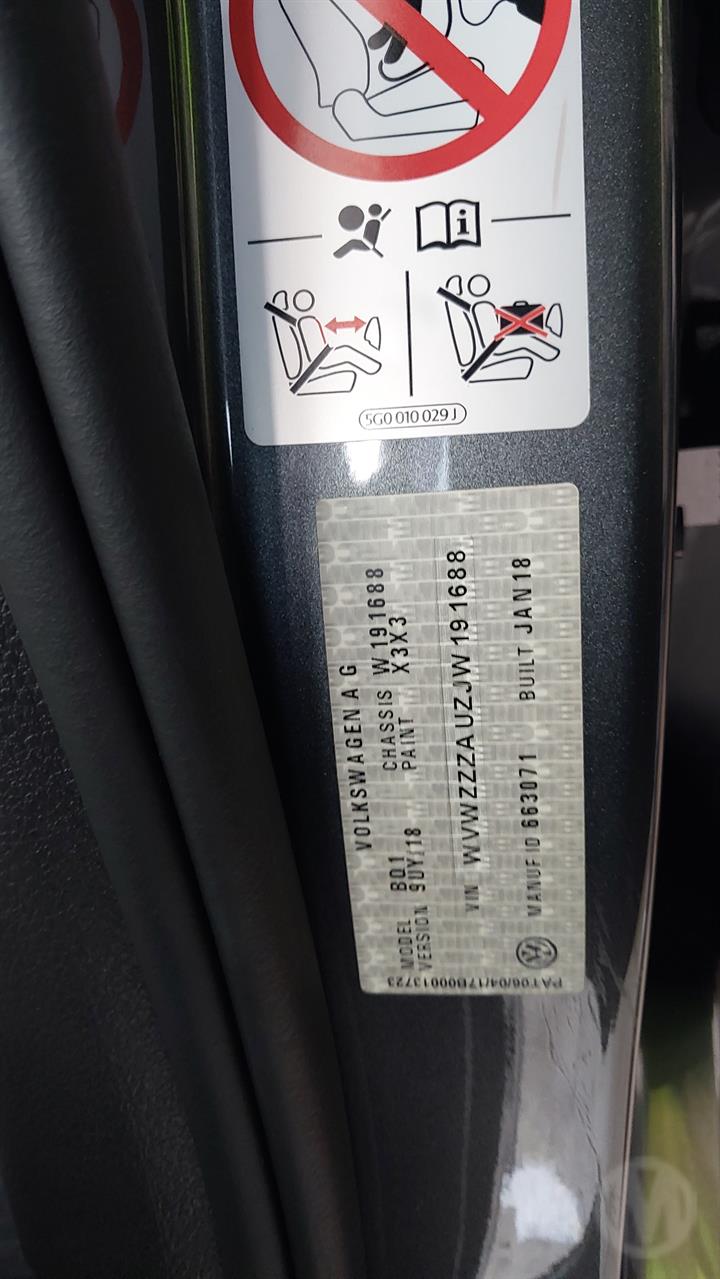 5G0 010 029 J
VOLKSWAGEN A G
MODEL BQ1 CHASSIS W191688
VERSION 9UY/18 PAINT X3X3
VIN WVWZZZAUZJW191688
MANUF ID 663071 BUILT JAN18
PAT06/04/17B00013723